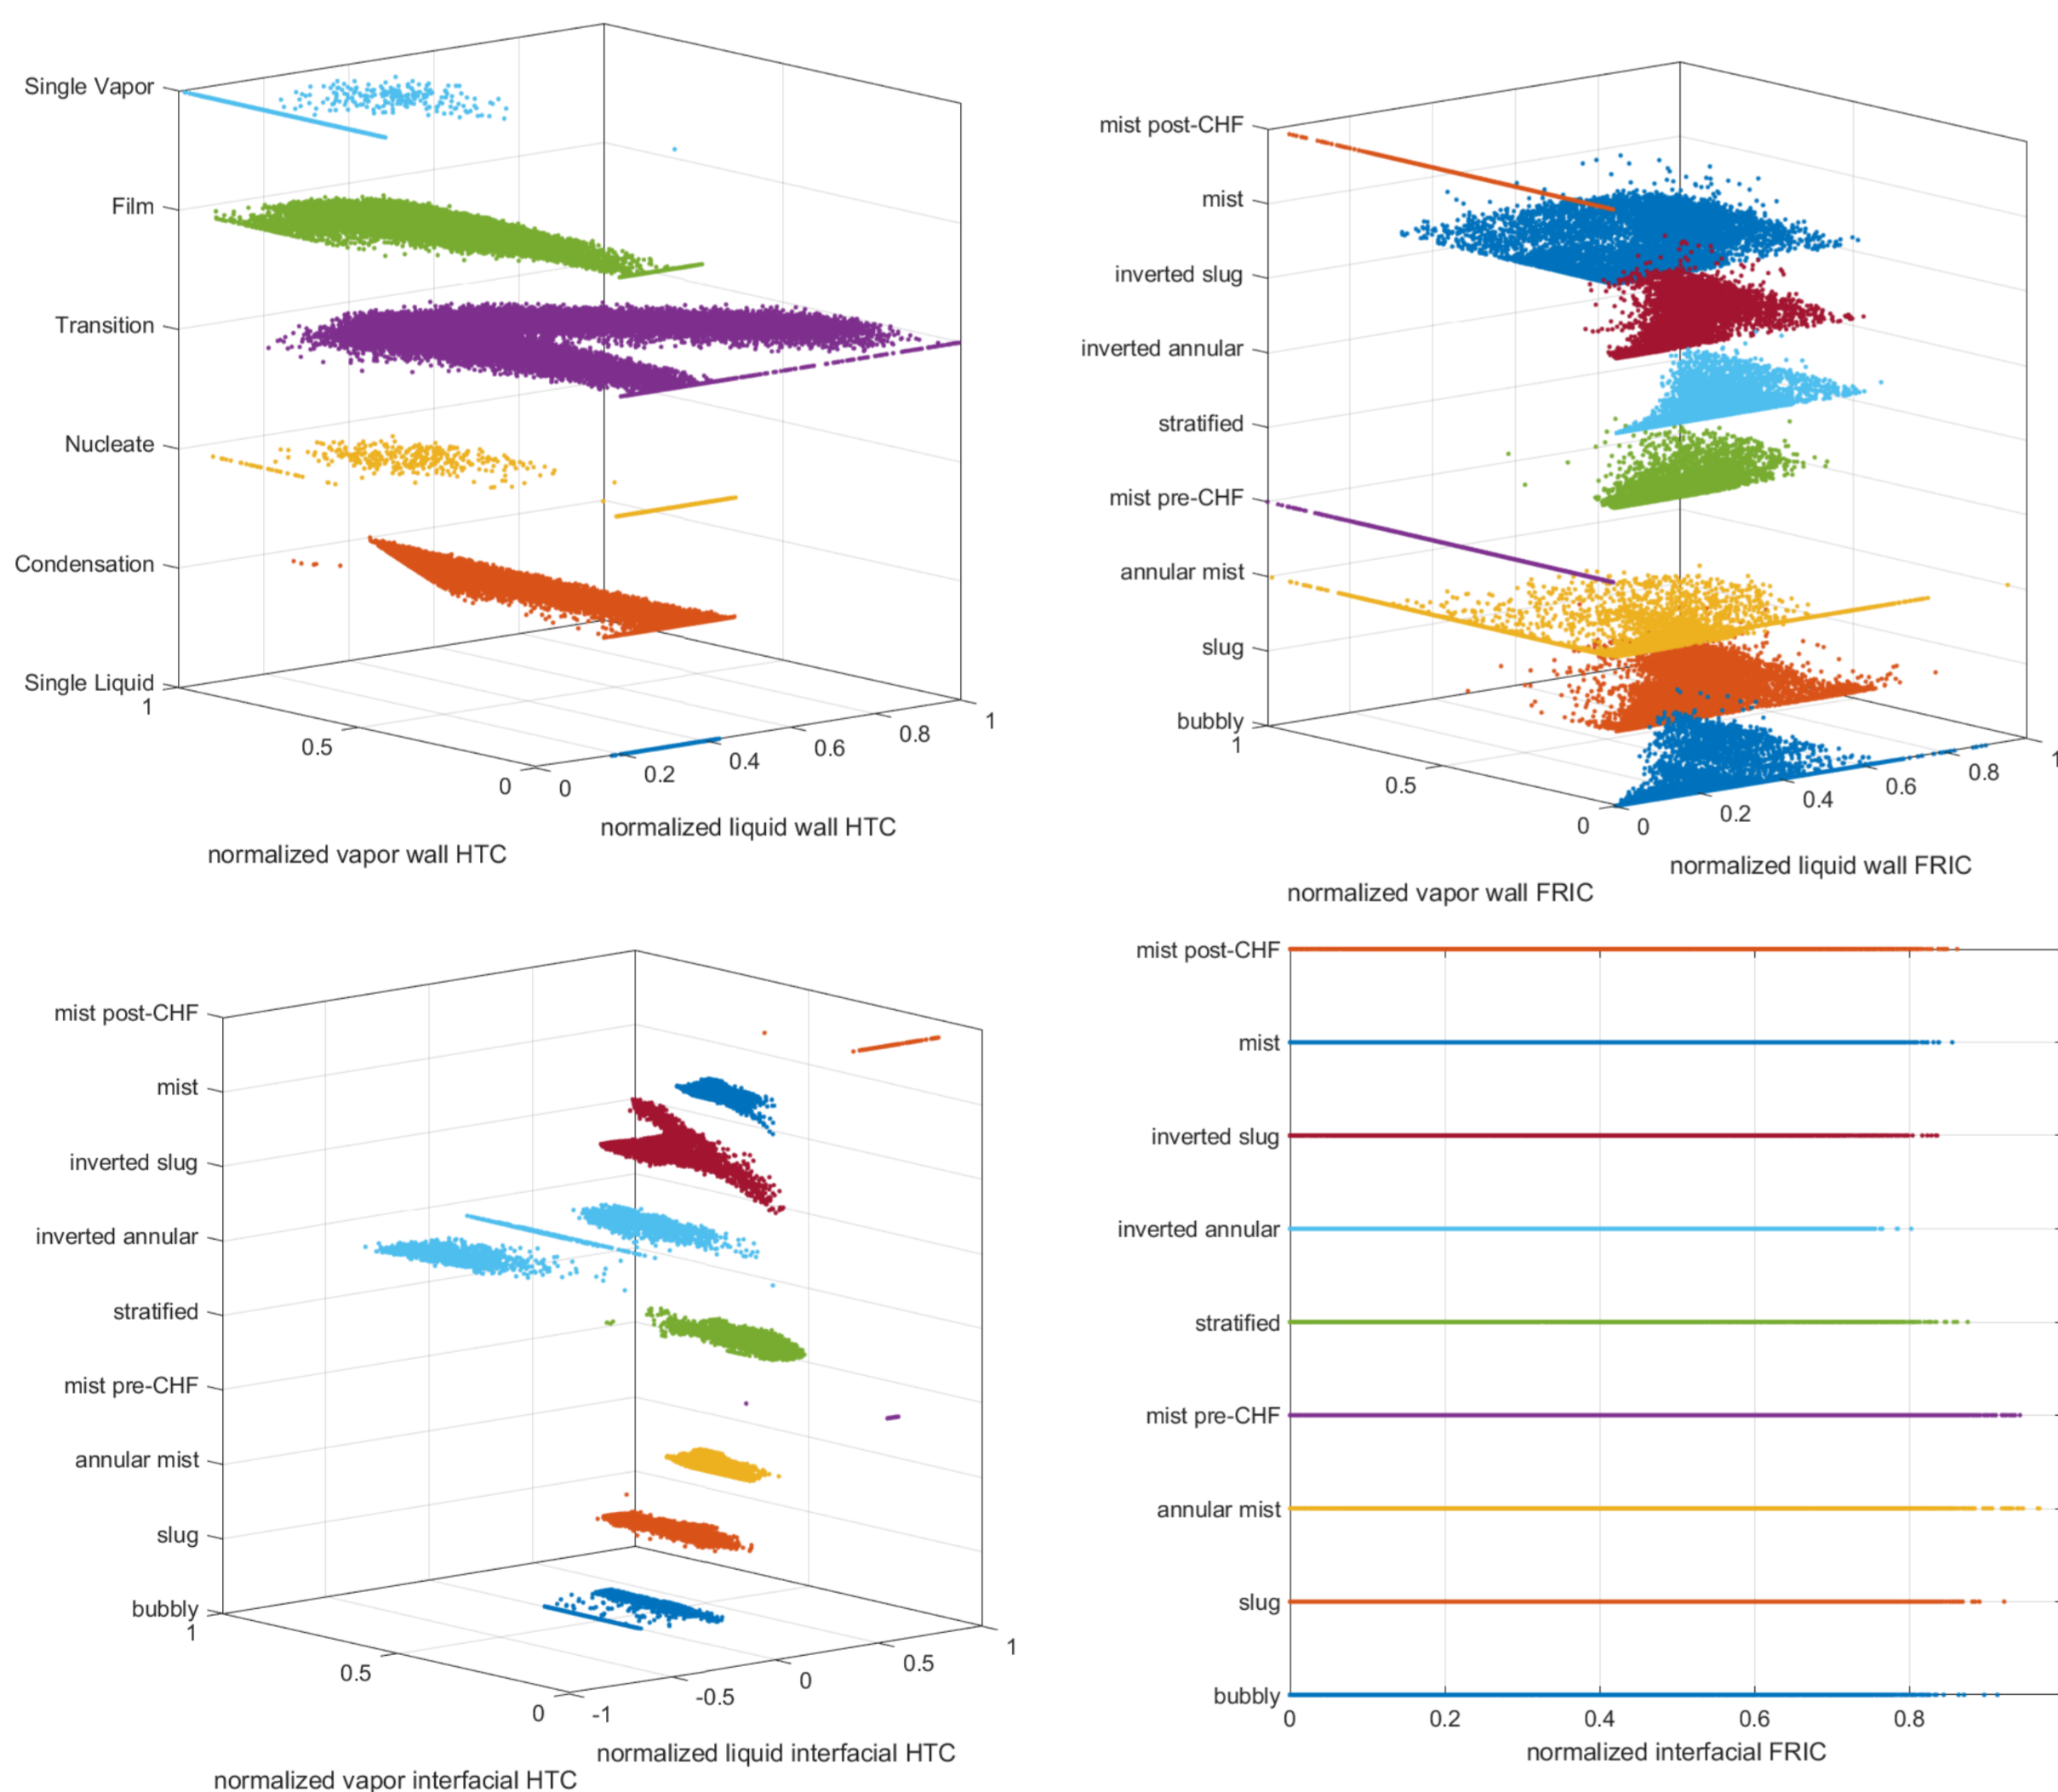 Single Vapor
Film
Transition
Nucleate
Condensation
Single Liquid
1
0.5
0
0
0.2
0.4
0.6
0.8
1
normalized liquid wall HTC
normalized vapor wall HTC
mist post-CHF
mist
inverted slug
inverted annular
stratified
mist pre-CHF
annular mist
slug
bubbly
1
0.5
0
0
0.2
0.4
0.6
0.8
1
normalized liquid wall FRIC
normalized vapor wall FRIC
mist post-CHF
mist
inverted slug
inverted annular
stratified
mist pre-CHF
annular mist
slug
bubbly
1
0.5
0
-1
-0.5
0
0.5
1
normalized liquid interfacial HTC
normalized vapor interfacial HTC
mist post-CHF
mist
inverted slug
inverted annular
stratified
mist pre-CHF
annular mist
slug
bubbly
0
0.2
0.4
0.6
0.8
normalized interfacial FRIC